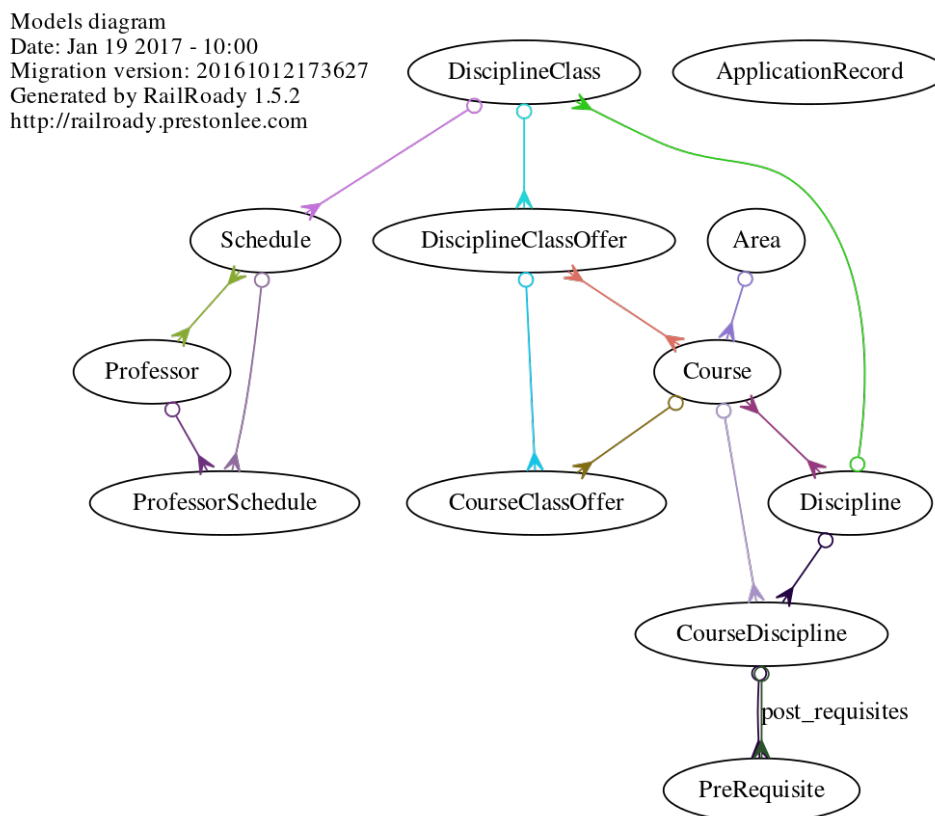 Models diagram
Date: Jan 19 2017 - 10:00
Migration version: 20161012173627
Generated by RailRoady 1.5.2
http://railroady.prestonlee.com
DisciplineClass
ApplicationRecord
Schedule
DisciplineClassOffer
Area
Professor
Course
ProfessorSchedule
CourseClassOffer
Discipline
CourseDiscipline
post_requisites
PreRequisite